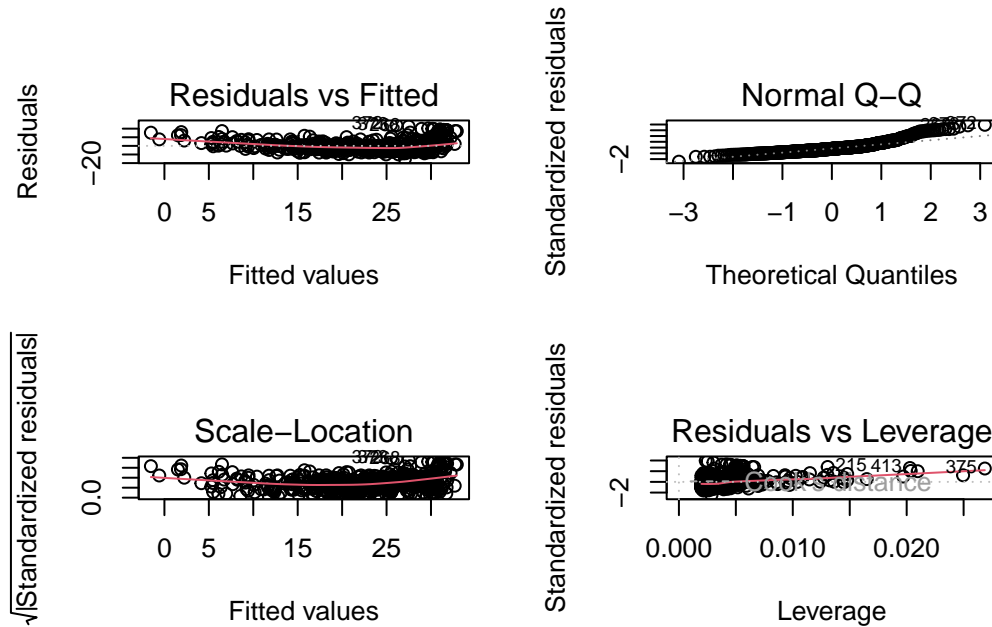 Residuals vs Fitted
Residuals
−20
0 5 15 25
Fitted values
Normal Q−Q
Standardized residuals
−2
−3 −1 0 1 2 3
Theoretical Quantiles
Scale−Location
√|Standardized residuals|
0.0
0 5 15 25
Fitted values
Residuals vs Leverage
Standardized residuals
−2
215 413 375
Cook's distance
0.000 0.010 0.020
Leverage